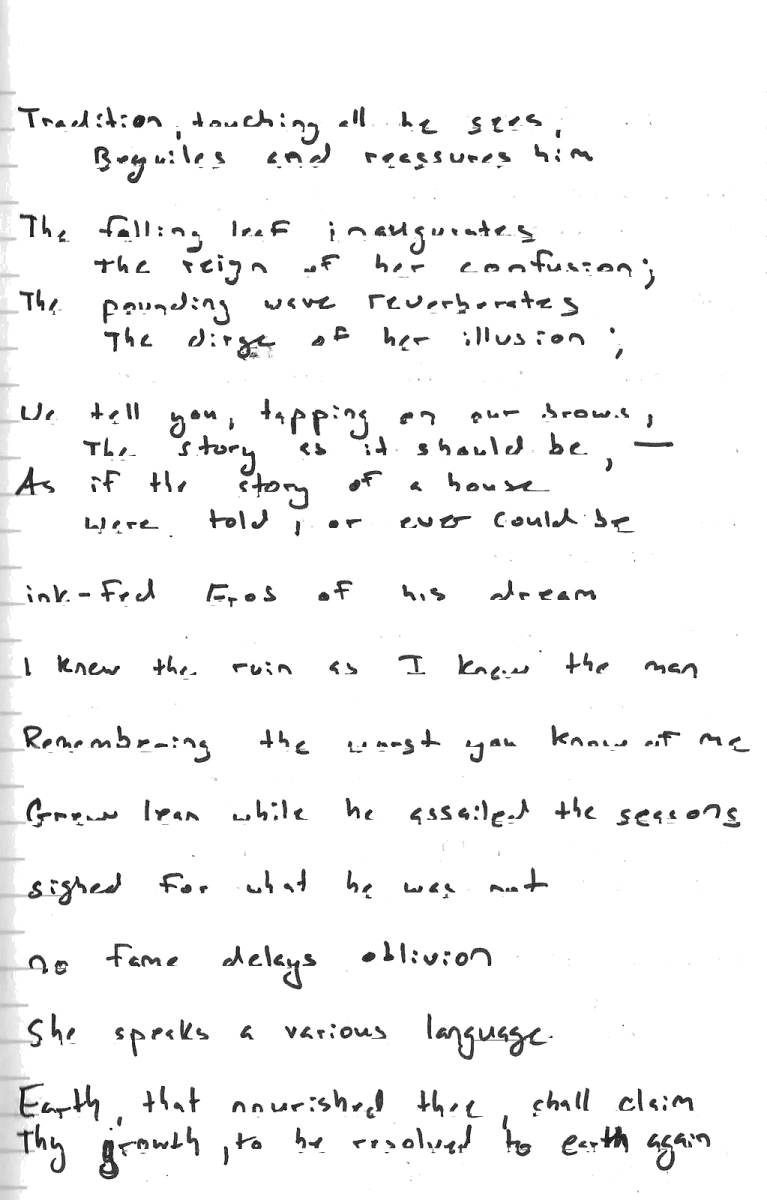 Tradition, touching all he sees,
Beguiles and reassures him
The falling leaf inaugurates
The reign of her confusion;
The pounding wave reverberates
The dirge of her illusion;
We tell you, tapping on our brows,
The story as it should be, —
As if the story of a house
Were told, or ever could be
ink-fed Eros of his dream
I knew the ruin as I knew the man
Remembering the worst you know of me
Grew lean while he assailed the seasons
sighed for what he was not
no fame delays oblivion
She speaks a various language.
Earth, that nourished thee, shall claim
Thy growth, to be resolved to earth again